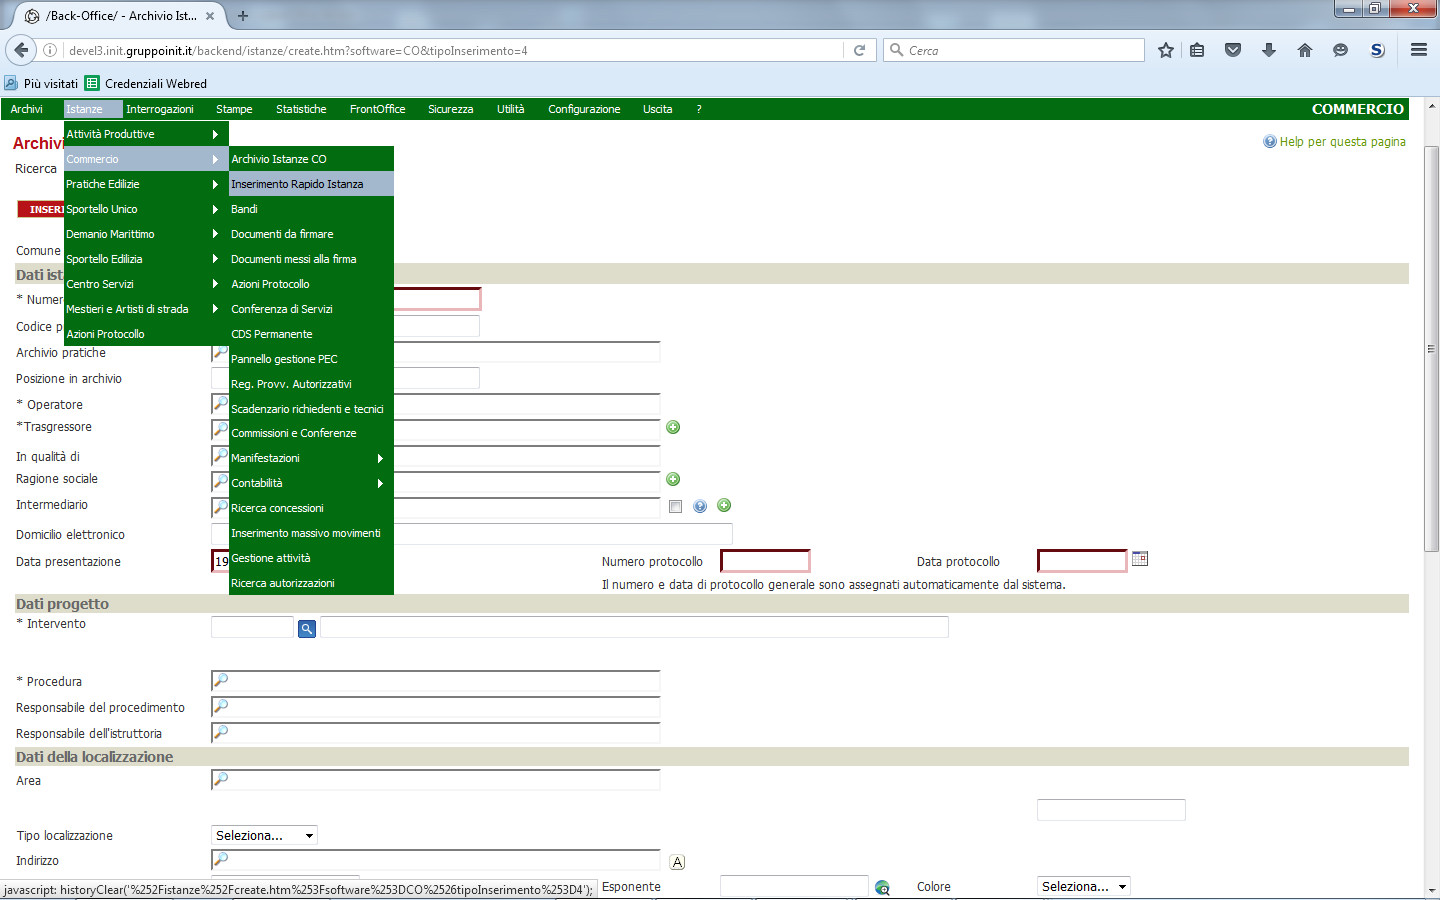 /Back-Office/ - Archivio Ist...
devel3.init.gruppoinit.it/backend/istanze/create.htm?software=CO&tipoInserimento=4
Cerca
Più visitati Credenziali Webred
Archivi Istanze Interrogazioni Stampe Statistiche FrontOffice Sicurezza Utilità Configurazione Uscita ? COMMERCIO
Attività Produttive
Commercio
Pratiche Edilizie
Sportello Unico
Demanio Marittimo
Sportello Edilizia
Centro Servizi
Mestieri e Artisti di strada
Azioni Protocollo
Archivio Istanze CO
Inserimento Rapido Istanza
Bandi
Documenti da firmare
Documenti messi alla firma
Azioni Protocollo
Conferenza di Servizi
CDS Permanente
Pannello gestione PEC
Reg. Provv. Autorizzativi
Scadenzario richiedenti e tecnici
Commissioni e Conferenze
Manifestazioni
Contabilità
Ricerca concessioni
Inserimento massivo movimenti
Gestione attività
Ricerca autorizzazioni
Archivi
Help per questa pagina
Ricerca
INSERI
Comune
Dati ist
* Numer
Codice p
Archivio pratiche
Posizione in archivio
* Operatore
*Trasgressore
In qualità di
Ragione sociale
Intermediario
Domicilio elettronico
Data presentazione 19 Numero protocollo Data protocollo
Il numero e data di protocollo generale sono assegnati automaticamente dal sistema.
Dati progetto
* Intervento
* Procedura
Responsabile del procedimento
Responsabile dell'istruttoria
Dati della localizzazione
Area
Tipo localizzazione Seleziona...
Indirizzo A
Esponente Colore Seleziona...
javascript: historyClear('%252Fistanze%252Fcreate.htm%253Fsoftware%253DCO%2526tipoInserimento%253D4');